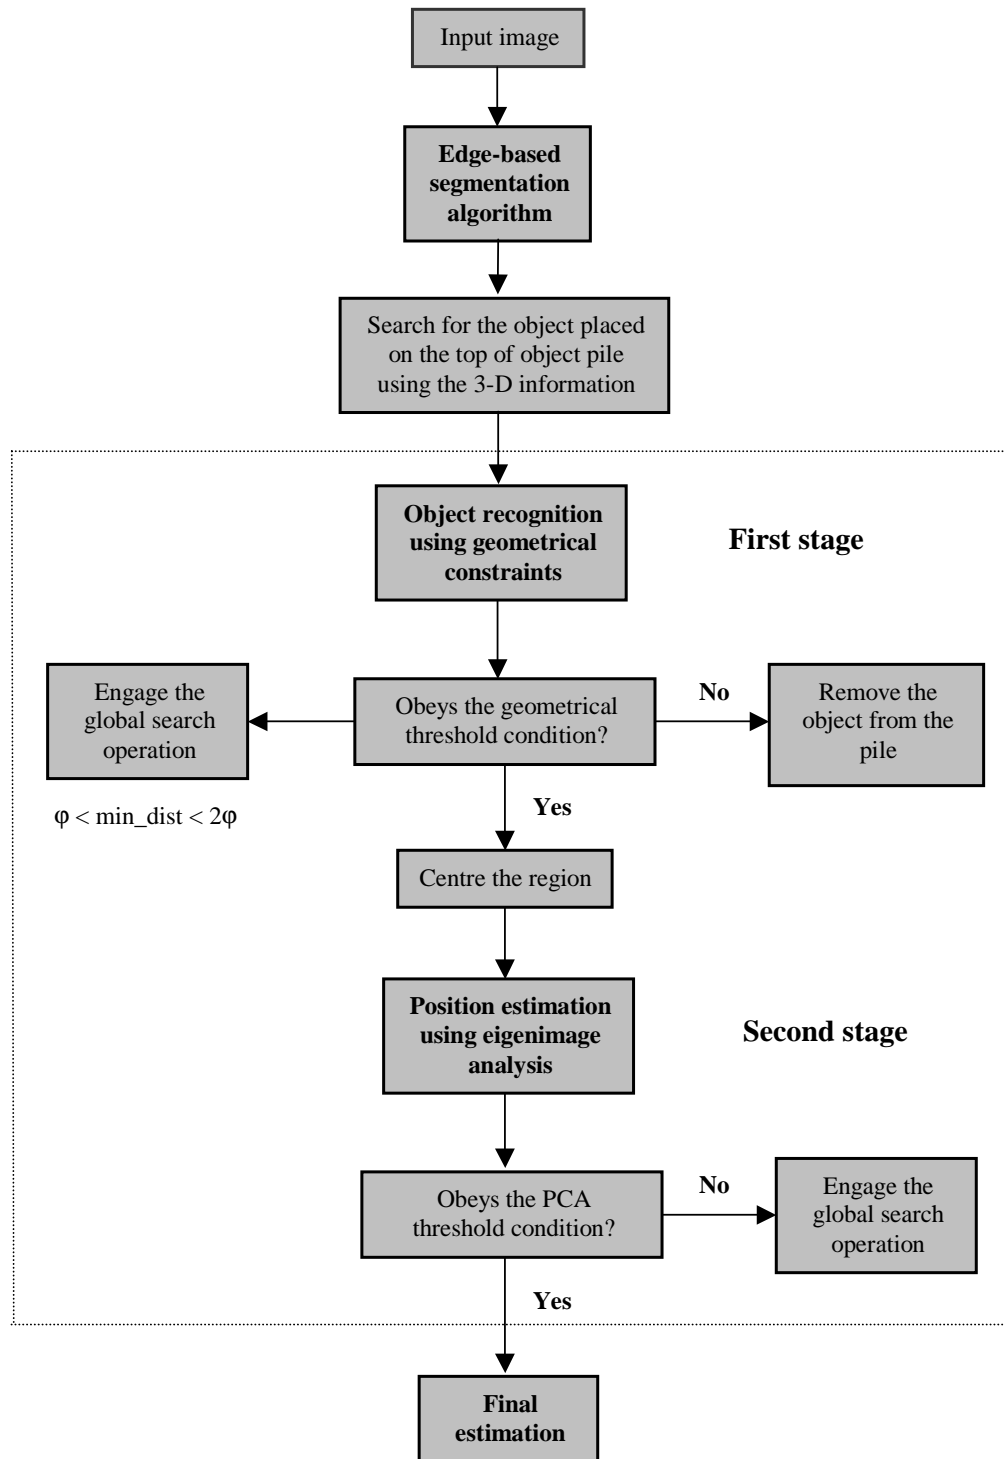 Input image
Edge-based
segmentation
algorithm
Search for the object placed
on the top of object pile
using the 3-D information
Object recognition
using geometrical
constraints
First stage
Engage the
global search
operation
φ < min_dist < 2φ
Obeys the geometrical
threshold condition?
No
Remove the
object from the
pile
Yes
Centre the region
Position estimation
using eigenimage
analysis
Second stage
Obeys the PCA
threshold condition?
No
Engage the
global search
operation
Yes
Final
estimation